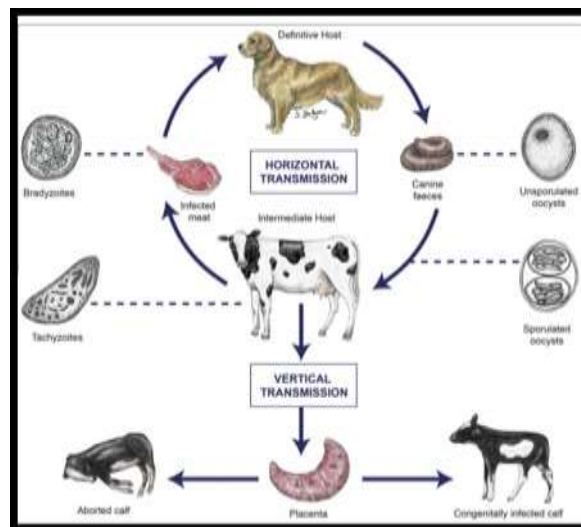 Definitive Host
HORIZONTAL
TRANSMISSION
Bradyzoites
Infected
meat
Canine
faeces
Unsporulated
oocysts
Intermediate Host
Tachyzoites
Sporulated
oocysts
VERTICAL
TRANSMISSION
Aborted calf
Placenta
Congenitally infected calf